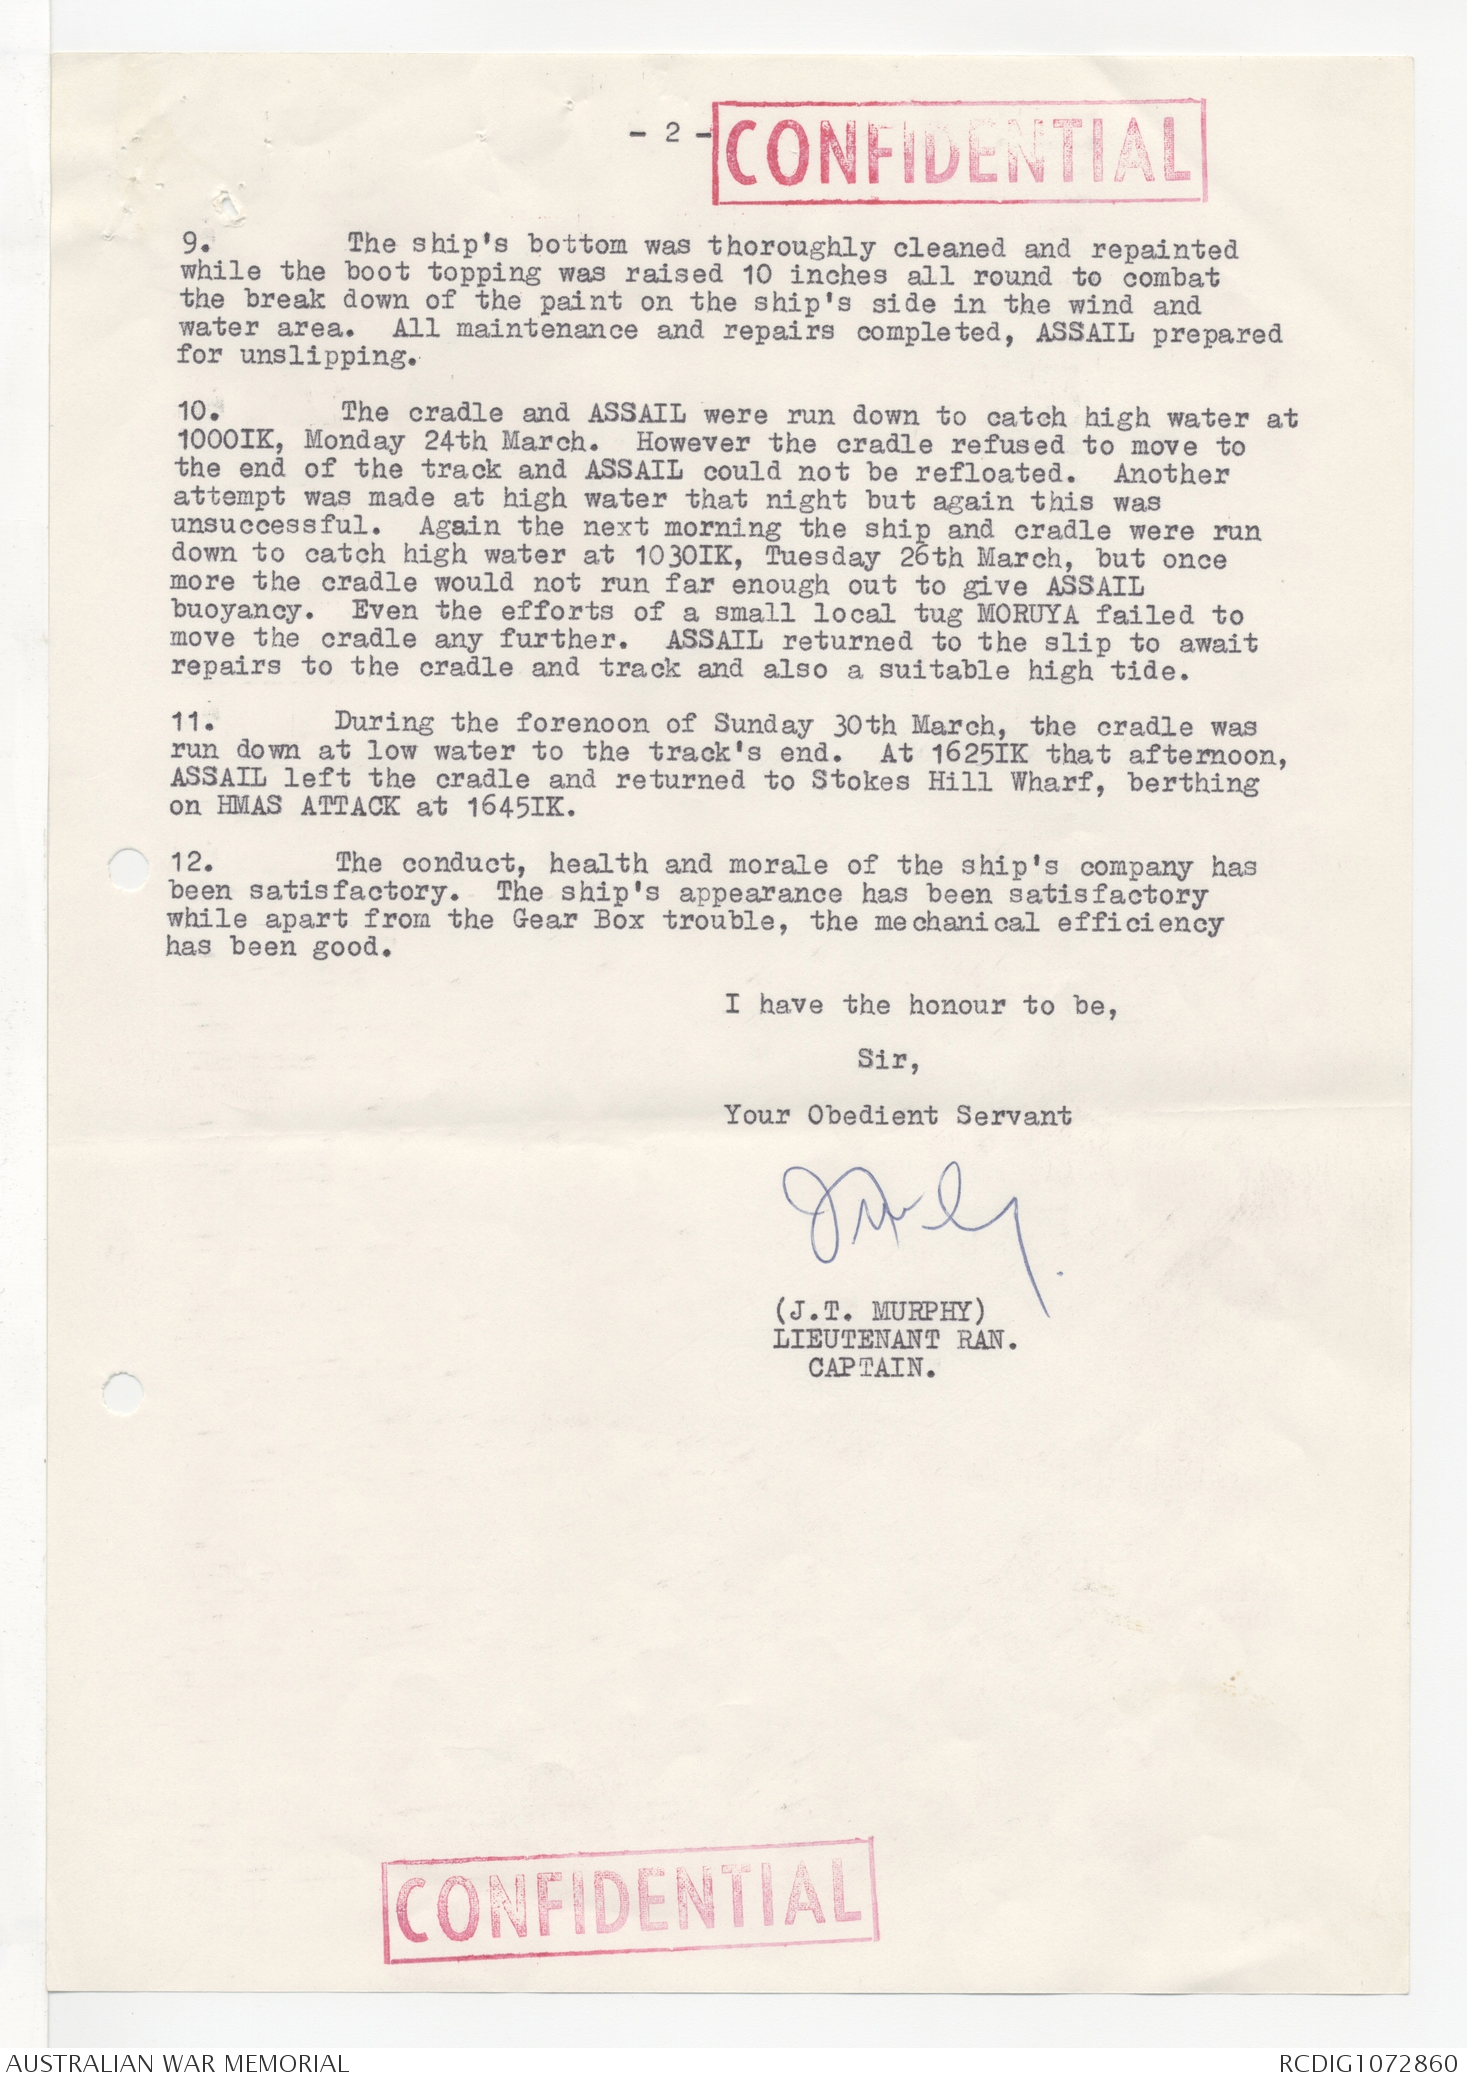 - 2 -
CONFIDENTIAL
9. The ship's bottom was thoroughly cleaned and repainted
while the boot topping was raised 10 inches all round to combat
the break down of the paint on the ship's side in the wind and
water area. All maintenance and repairs completed, ASSAIL prepared
for unslipping.
10. The cradle and ASSAIL were run down to catch high water at
1000IK, Monday 24th March. However the cradle refused to move to
the end of the track and ASSAIL could not be refloated. Another
attempt was made at high water that night but again this was
unsuccessful. Again the next morning the ship and cradle were run
down to catch high water at 1030IK, Tuesday 26th March, but once
more the cradle would not run far enough out to give ASSAIL
buoyancy. Even the efforts of a small local tug MORUYA failed to
move the cradle any further. ASSAIL returned to the slip to await
repairs to the cradle and track and also a suitable high tide.
11. During the forenoon of Sunday 30th March, the cradle was
run down at low water to the track's end. At 1625IK that afternoon,
ASSAIL left the cradle and returned to Stokes Hill Wharf, berthing
on HMAS ATTACK at 1645IK.
12. The conduct, health and morale of the ship's company has
been satisfactory. The ship's appearance has been satisfactory
while apart from the Gear Box trouble, the mechanical efficiency
has been good.
I have the honour to be,
Sir,
Your Obedient Servant
(J.T. MURPHY)
LIEUTENANT RAN.
CAPTAIN.
CONFIDENTIAL
AUSTRALIAN WAR MEMORIAL
RCDIG1072860